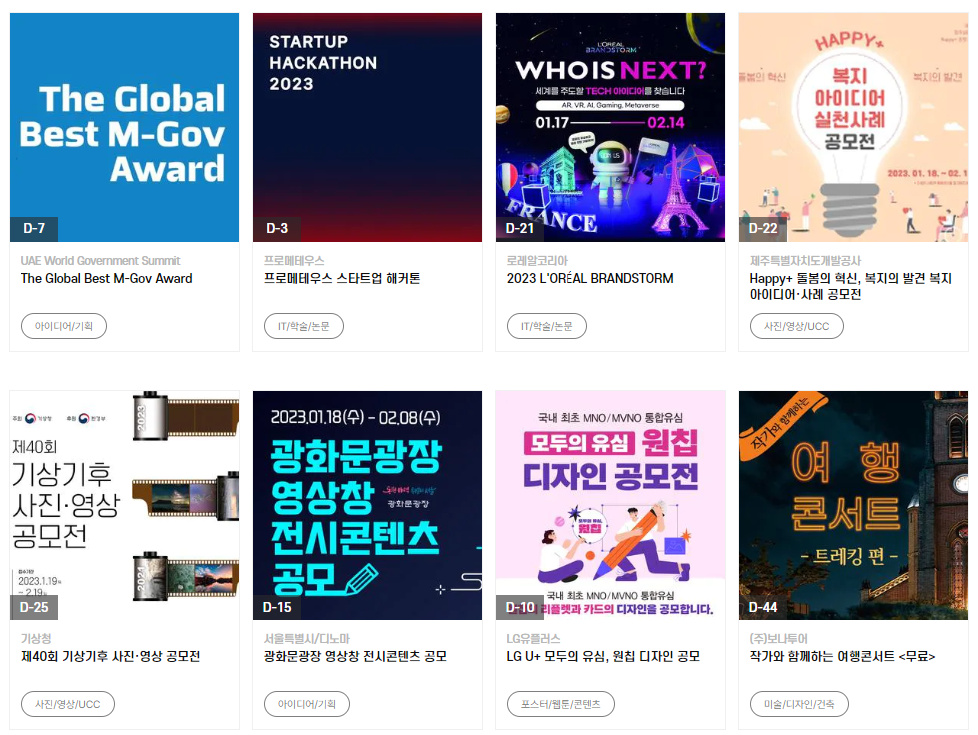 The Global
Best M-Gov
Award
D-7
UAE World Government Summit
The Global Best M-Gov Award
아이디어/기획
STARTUP
HACKATHON
2023
D-3
프로메테우스
프로메테우스 스타트업 해커톤
IT/학술/논문
L'ORÉAL
BRANDSTORM
WHO IS NEXT?
세계를 주도할 TECH 아이디어를 찾습니다
AR, VR, AI, Gaming, Metaverse
01.17 02.14
FRANCE
D-21
로레알코리아
2023 L'ORÉAL BRANDSTORM
IT/학술/논문
HAPPY+
돌봄의 혁신
복지의 발견
복지
아이디어
실천사례
공모전
2023. 01. 18. – 02. 1
D-22
제주특별자치도개발공사
Happy+ 돌봄의 혁신, 복지의 발견 복지
아이디어·사례 공모전
사진/영상/UCC
주최 기상청 후원 환경부
제40회
기상기후
사진·영상
공모전
2023.1.19
~ 2.19
2023
2021
D-25
기상청
제40회 기상기후 사진·영상 공모전
사진/영상/UCC
2023.01.18(수) – 02.08(수)
광화문광장
영상창
광화문광장
전시콘텐츠
공모
D-15
서울특별시/디노마
광화문광장 영상창 전시콘텐츠 공모
아이디어/기획
국내 최초 MNO/MVNO 통합유심
모두의 유심 원칩
디자인 공모전
모두의 유심
원칩
국내 최초 MNO/MVNO 통합유심
리플렛과 카드의 디자인을 공모합니다.
D-10
LG유플러스
LG U+ 모두의 유심, 원칩 디자인 공모
포스터/웹툰/콘텐츠
작가와 함께하는
여행
콘서트
- 트레킹 편 -
D-44
(주)보나투어
작가와 함께하는 여행콘서트 <무료>
미술/디자인/건축